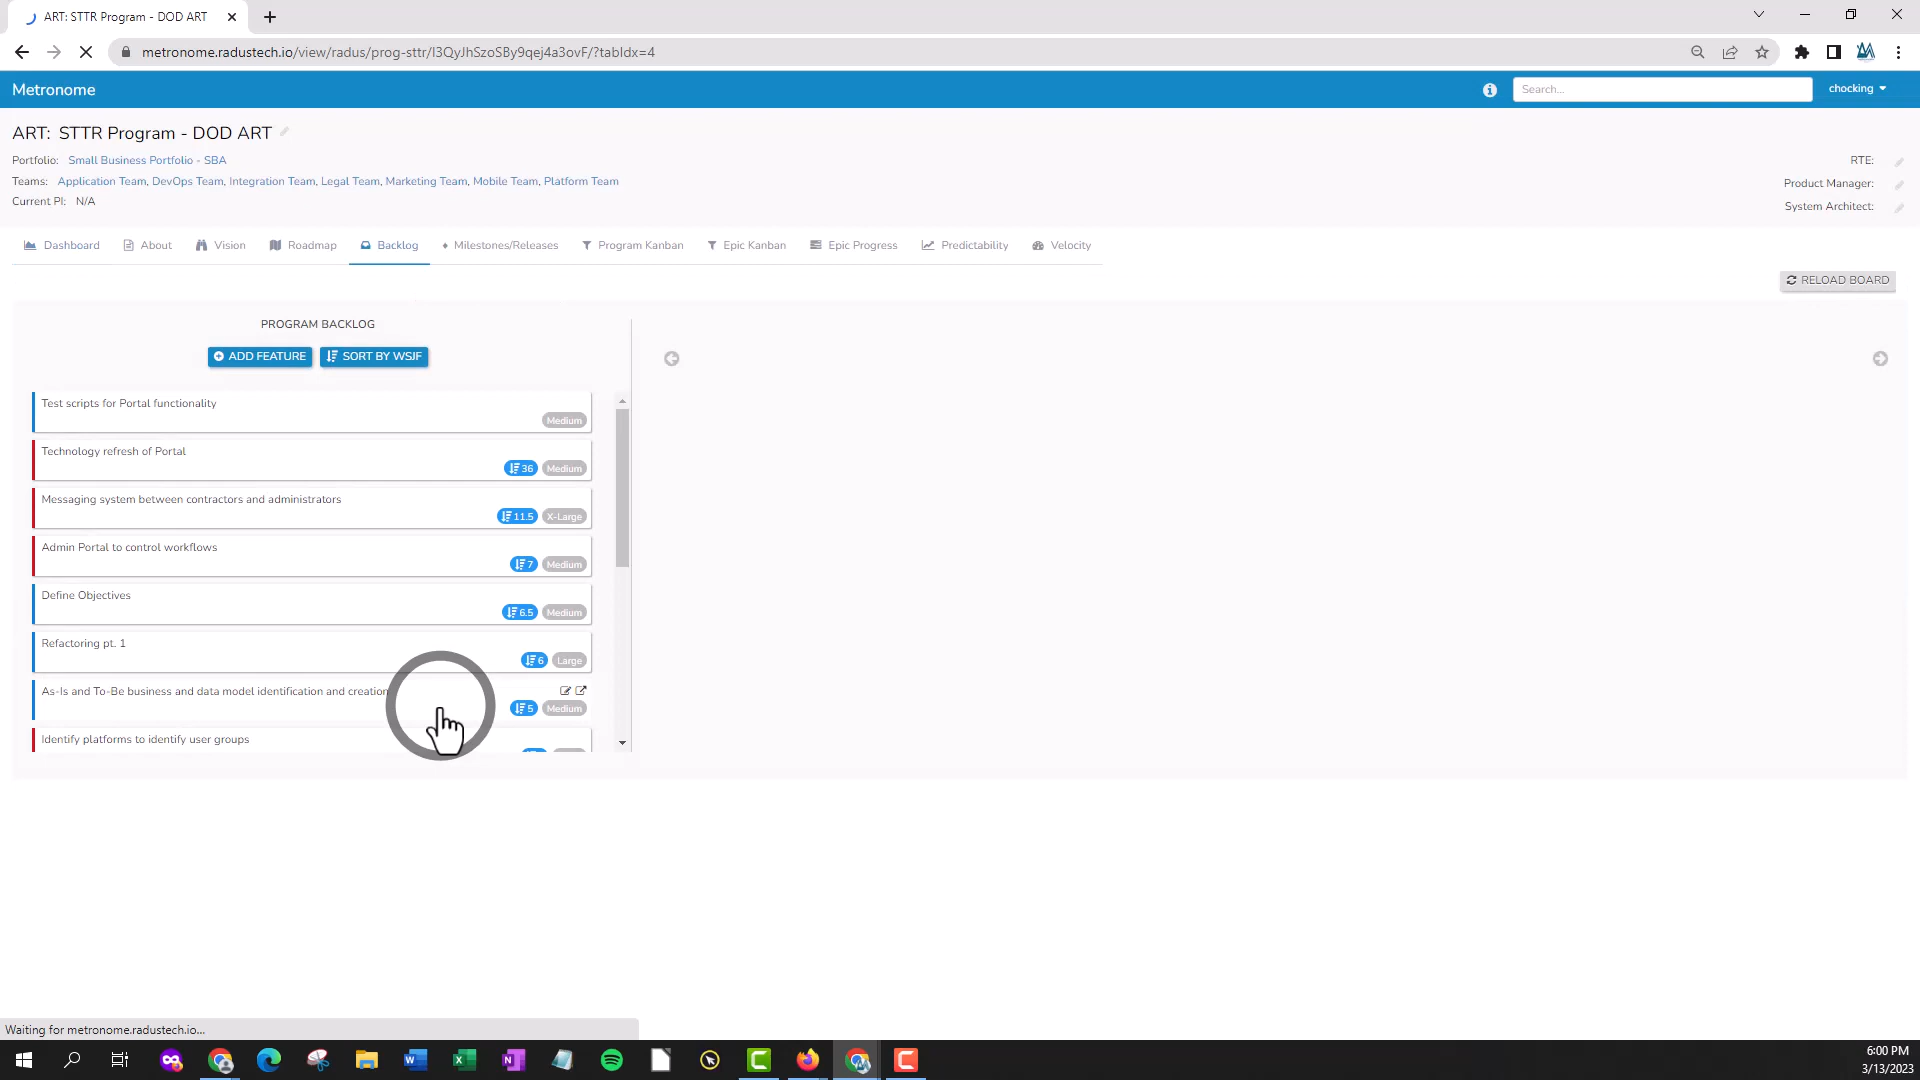 ART: STTR Program - DOD ART
metronome.radustech.io/view/radus/prog-sttr/I3QyJhSzoSBy9qej4a3ovF/?tabIdx=4
Metronome
Search...
chocking
ART: STTR Program - DOD ART
Portfolio: Small Business Portfolio - SBA
RTE:
Teams: Application Team, DevOps Team, Integration Team, Legal Team, Marketing Team, Mobile Team, Platform Team
Product Manager:
Current PI: N/A
System Architect:
Dashboard About Vision Roadmap Backlog Milestones/Releases Program Kanban Epic Kanban Epic Progress Predictability Velocity
RELOAD BOARD
PROGRAM BACKLOG
ADD FEATURE SORT BY WSJF
Test scripts for Portal functionality
Medium
Technology refresh of Portal
36 Medium
Messaging system between contractors and administrators
11.5 X-Large
Admin Portal to control workflows
7 Medium
Define Objectives
6.5 Medium
Refactoring pt. 1
6 Large
As-Is and To-Be business and data model identification and creation
5 Medium
Identify platforms to identify user groups
Waiting for metronome.radustech.io...
6:00 PM
3/13/2023